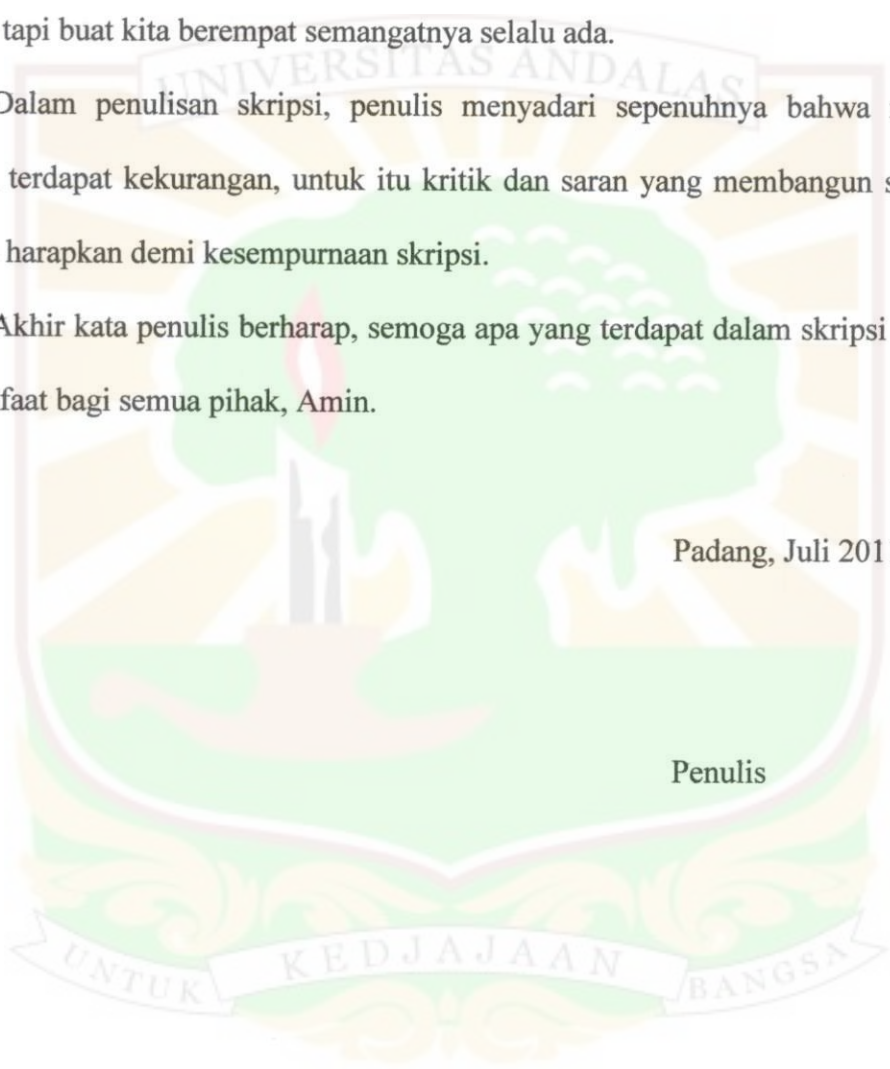 tapi buat kita berempat semangatnya selalu ada.
UNIVERSITAS ANDALAS
Dalam penulisan skripsi, penulis menyadari sepenuhnya bahwa
terdapat kekurangan, untuk itu kritik dan saran yang membangun
harapkan demi kesempurnaan skripsi.
Akhir kata penulis berharap, semoga apa yang terdapat dalam skripsi
faat bagi semua pihak, Amin.
Padang, Juli 201
Penulis
UNTUK KEDJAJAAN BANGSA